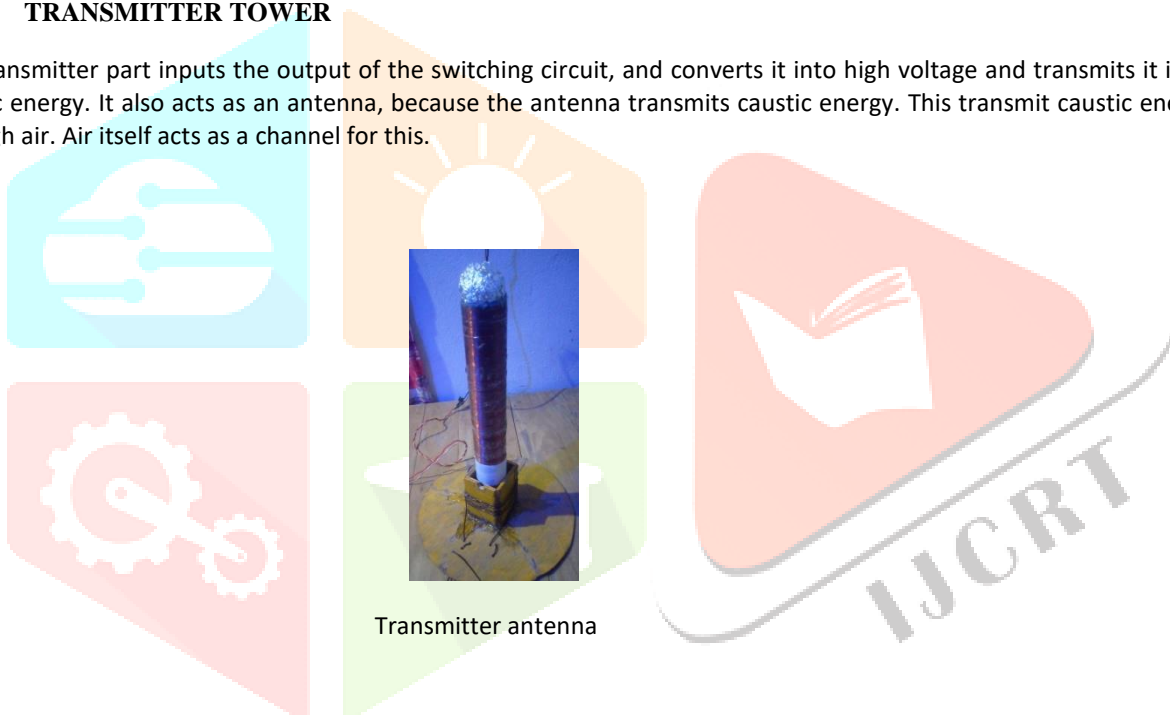 TRANSMITTER TOWER
ansmitter part inputs the output of the switching circuit, and converts it into high voltage and transmits it i
c energy. It also acts as an antenna, because the antenna transmits caustic energy. This transmit caustic ene
gh air. Air itself acts as a channel for this.
Transmitter antenna
IJCRT